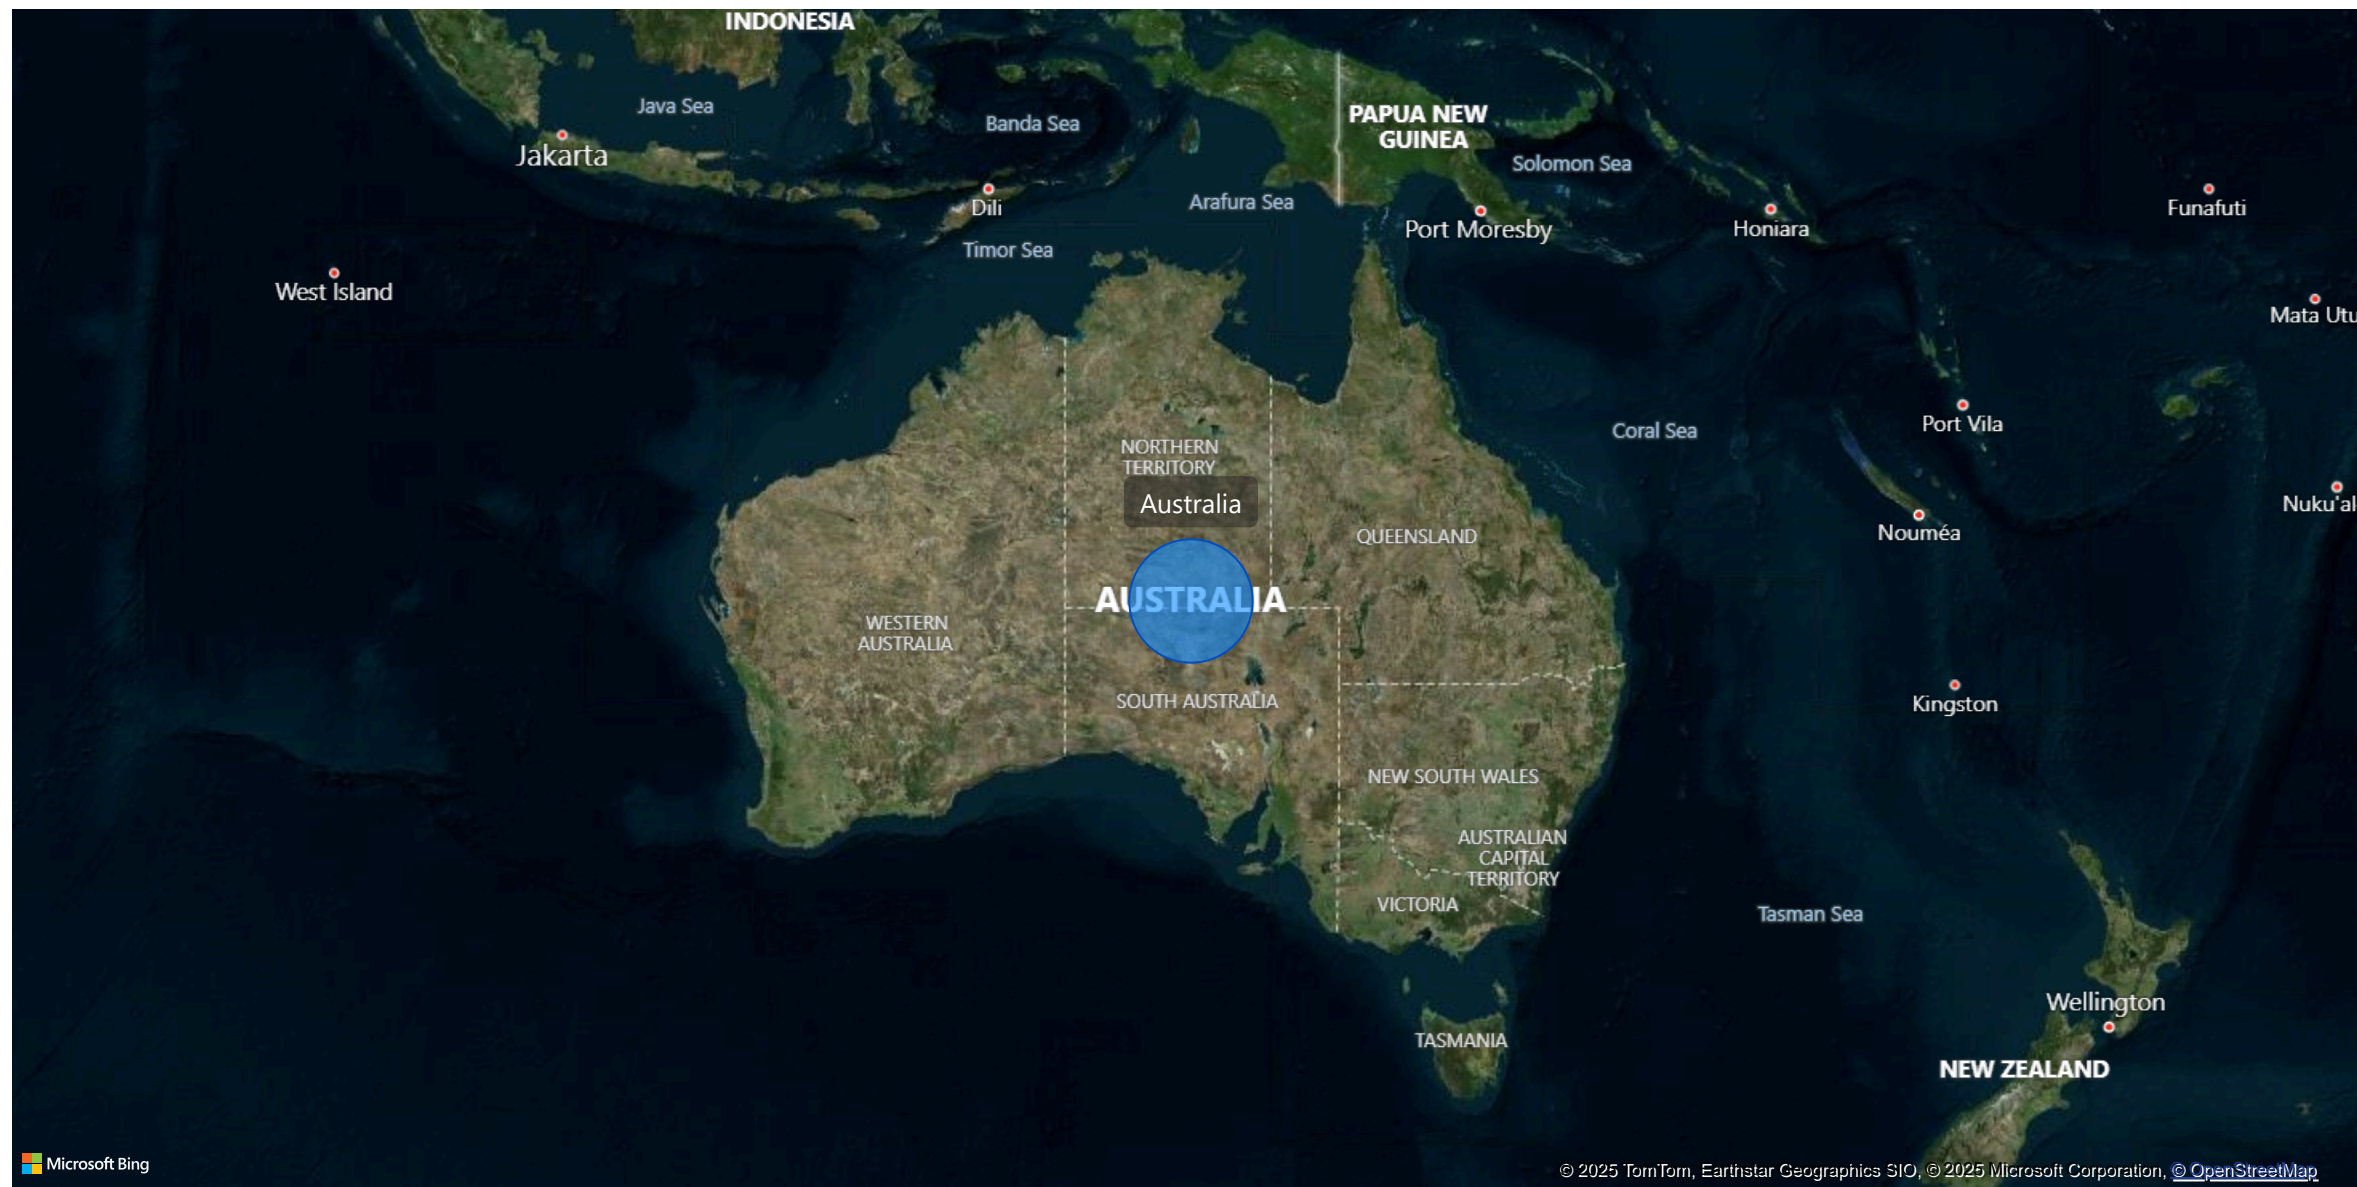 INDONESIA
Java Sea
Banda Sea
PAPUA NEW
GUINEA
Jakarta
Solomon Sea
Dili
Arafura Sea
Funafuti
Port Moresby
Honiara
Timor Sea
West Island
Mata Utu
Port Vila
Coral Sea
NORTHERN
TERRITORY
Australia
Nuku'al
Nouméa
QUEENSLAND
AUSTRALIA
WESTERN
AUSTRALIA
SOUTH AUSTRALIA
Kingston
NEW SOUTH WALES
AUSTRALIAN
CAPITAL
TERRITORY
VICTORIA
Tasman Sea
Wellington
TASMANIA
NEW ZEALAND
Microsoft Bing
© 2025 TomTom, Earthstar Geographics SIO, © 2025 Microsoft Corporation, © OpenStreetMap